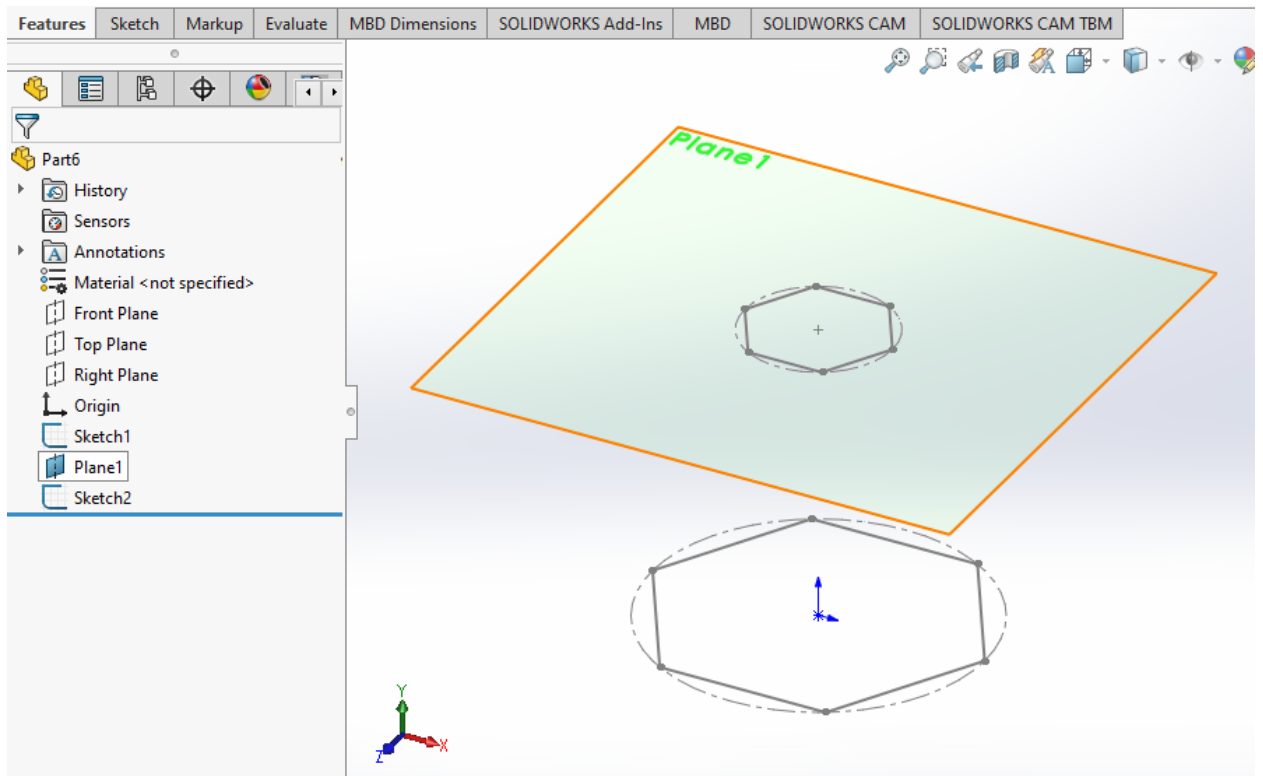 Features Sketch Markup Evaluate MBD Dimensions SOLIDWORKS Add-Ins MBD SOLIDWORKS CAM SOLIDWORKS CAM TBM
Part6
History
Sensors
Annotations
Material <not specified>
Front Plane
Top Plane
Right Plane
Origin
Sketch1
Plane1
Sketch2
Plane1
Y
X
Z